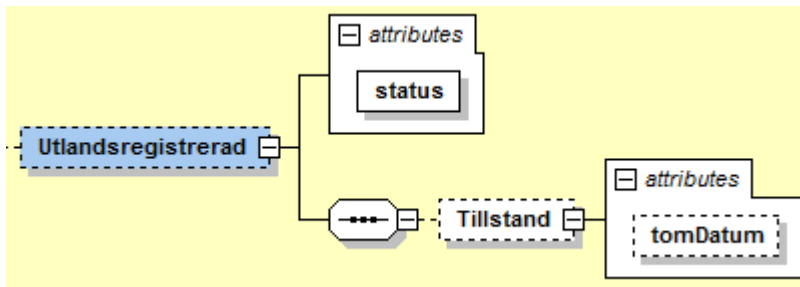 attributes
status
Utlandsregistrerad
Tillstand
attributes
tomDatum